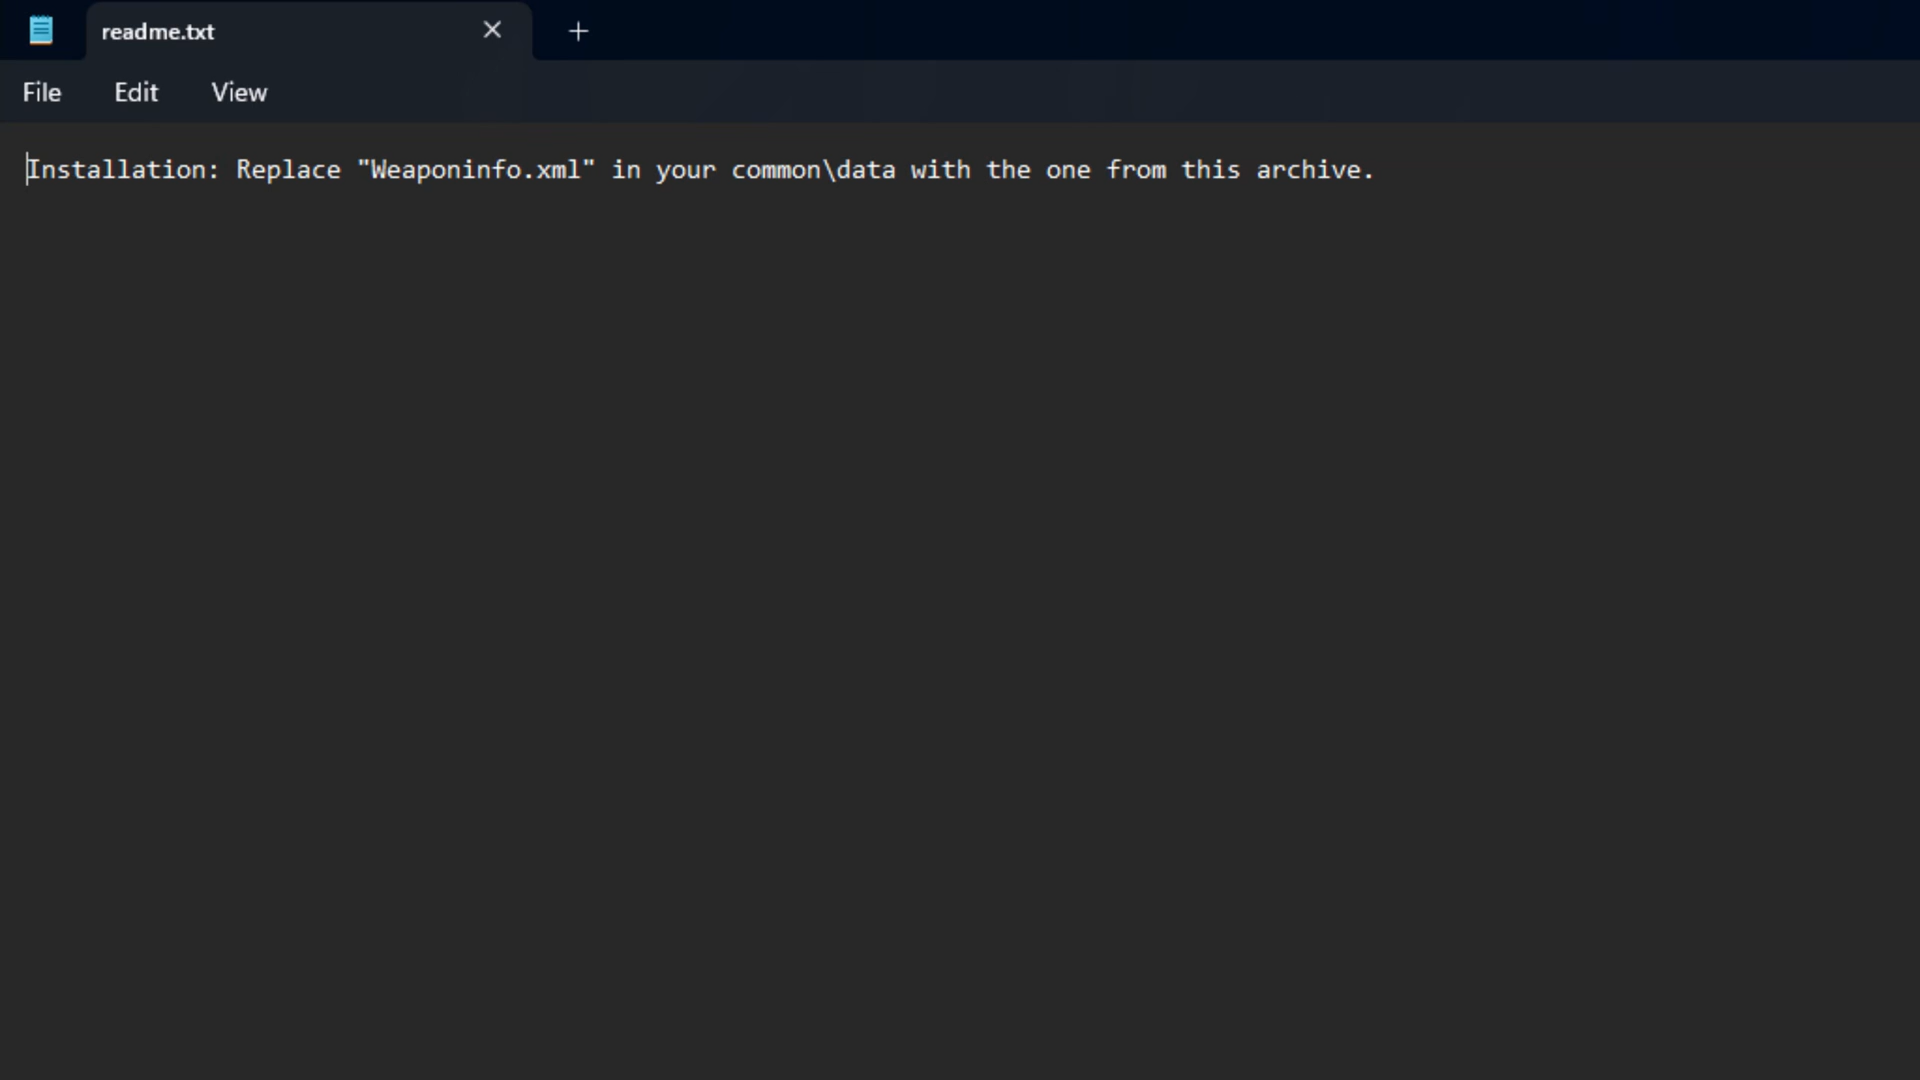 readme.txt
File Edit View
Installation: Replace "Weaponinfo.xml" in your common\data with the one from this archive.